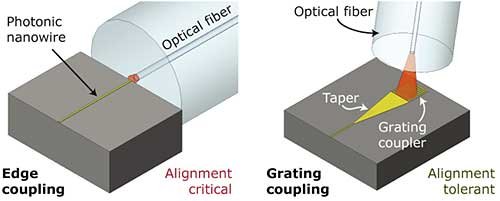 Photonic
nanowire
Optical fiber
Edge
coupling
Alignment
critical
Optical fiber
Taper
Grating
coupler
Grating
coupling
Alignment
tolerant